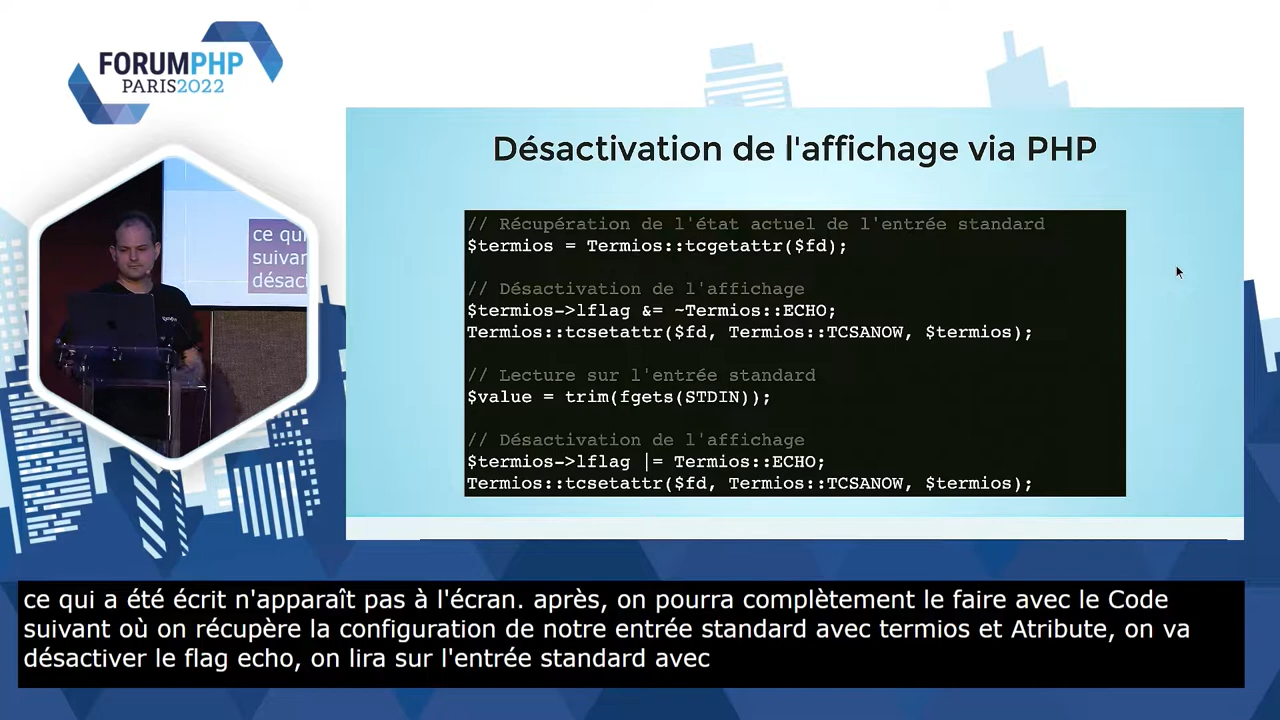 FORUMPHP
PARIS2022
ce qui
suivan
désact
Désactivation de l'affichage via PHP
// Récupération de l'état actuel de l'entrée standard
$termios = Termios::tcgetattr($fd);
// Désactivation de l'affichage
$termios->lflag &= ~Termios::ECHO;
Termios::tcsetattr($fd, Termios::TCSANOW, $termios);
// Lecture sur l'entrée standard
$value = trim(fgets(STDIN));
// Désactivation de l'affichage
$termios->lflag |= Termios::ECHO;
Termios::tcsetattr($fd, Termios::TCSANOW, $termios);
ce qui a été écrit n'apparaît pas à l'écran. après, on pourra complètement le faire avec le Code
suivant où on récupère la configuration de notre entrée standard avec termios et Atribute, on va
désactiver le flag echo, on lira sur l'entrée standard avec